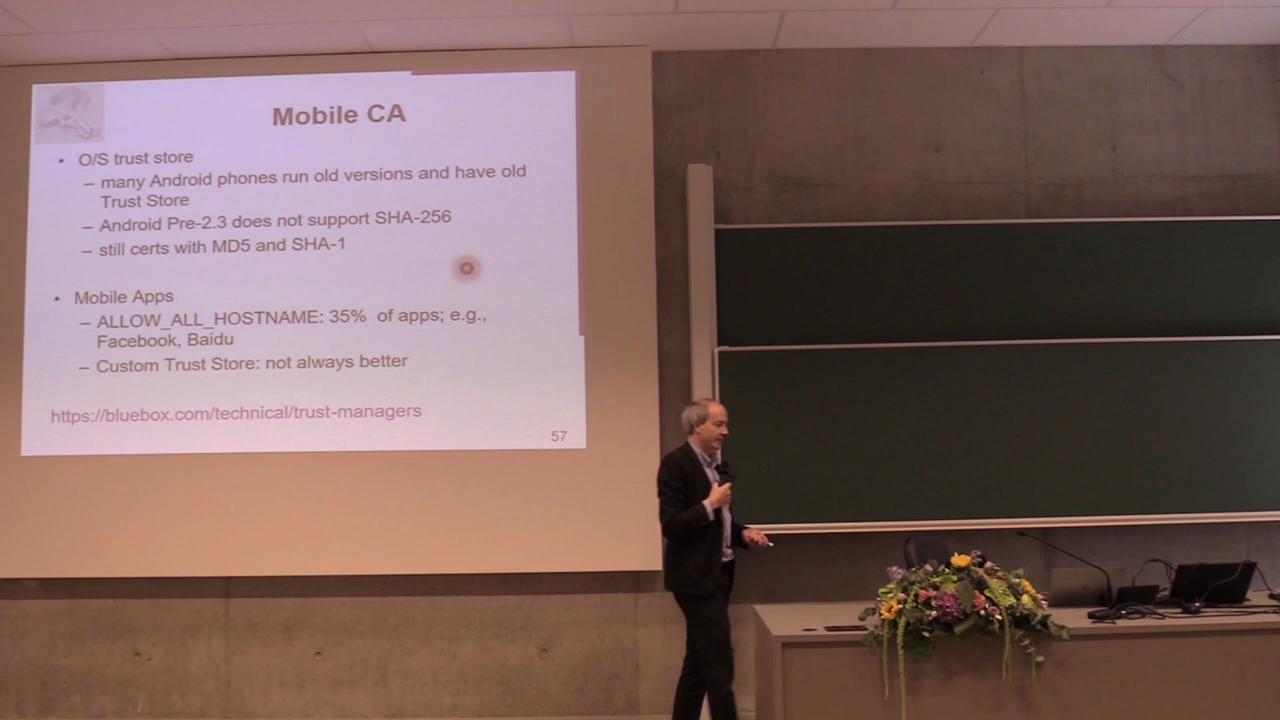 Mobile CA
• O/S trust store
– many Android phones run old versions and have old
Trust Store
– Android Pre-2.3 does not support SHA-256
– still certs with MD5 and SHA-1
• Mobile Apps
– ALLOW_ALL_HOSTNAME: 35% of apps; e.g.,
Facebook, Baidu
– Custom Trust Store: not always better
https://bluebox.com/technical/trust-managers
57